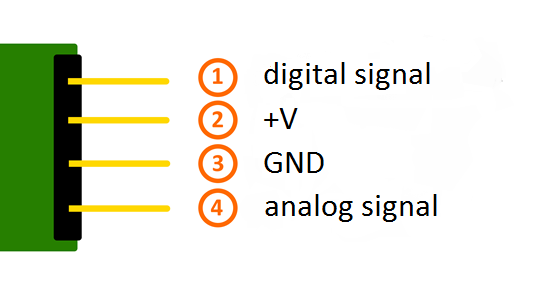 1 digital signal
2 +V
3 GND
4 analog signal